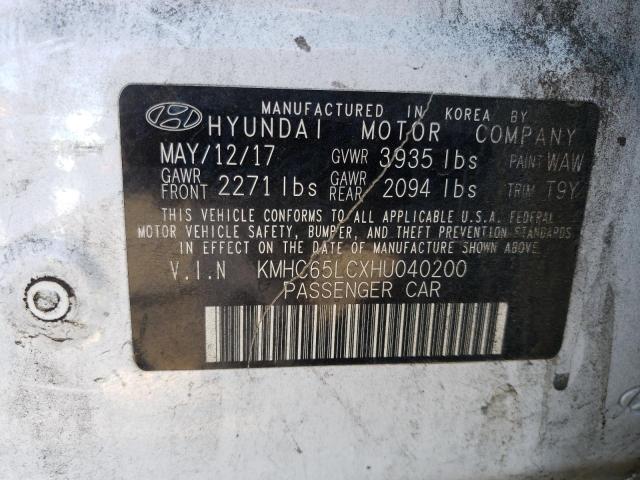 MANUFACTURED IN KOREA BY
HYUNDAI MOTOR COMPANY
MAY/12/17 GVWR 3935 lbs PAINT WAW
GAWR FRONT 2271 lbs GAWR REAR 2094 lbs TRIM T9Y
THIS VEHICLE CONFORMS TO ALL APPLICABLE U.S.A. FEDERAL
MOTOR VEHICLE SAFETY, BUMPER, AND THEFT PREVENTION STANDARDS
IN EFFECT ON THE DATE OF MANUFACTURE SHOWN ABOVE.
V.I.N KMHC65LCXHU040200
PASSENGER CAR